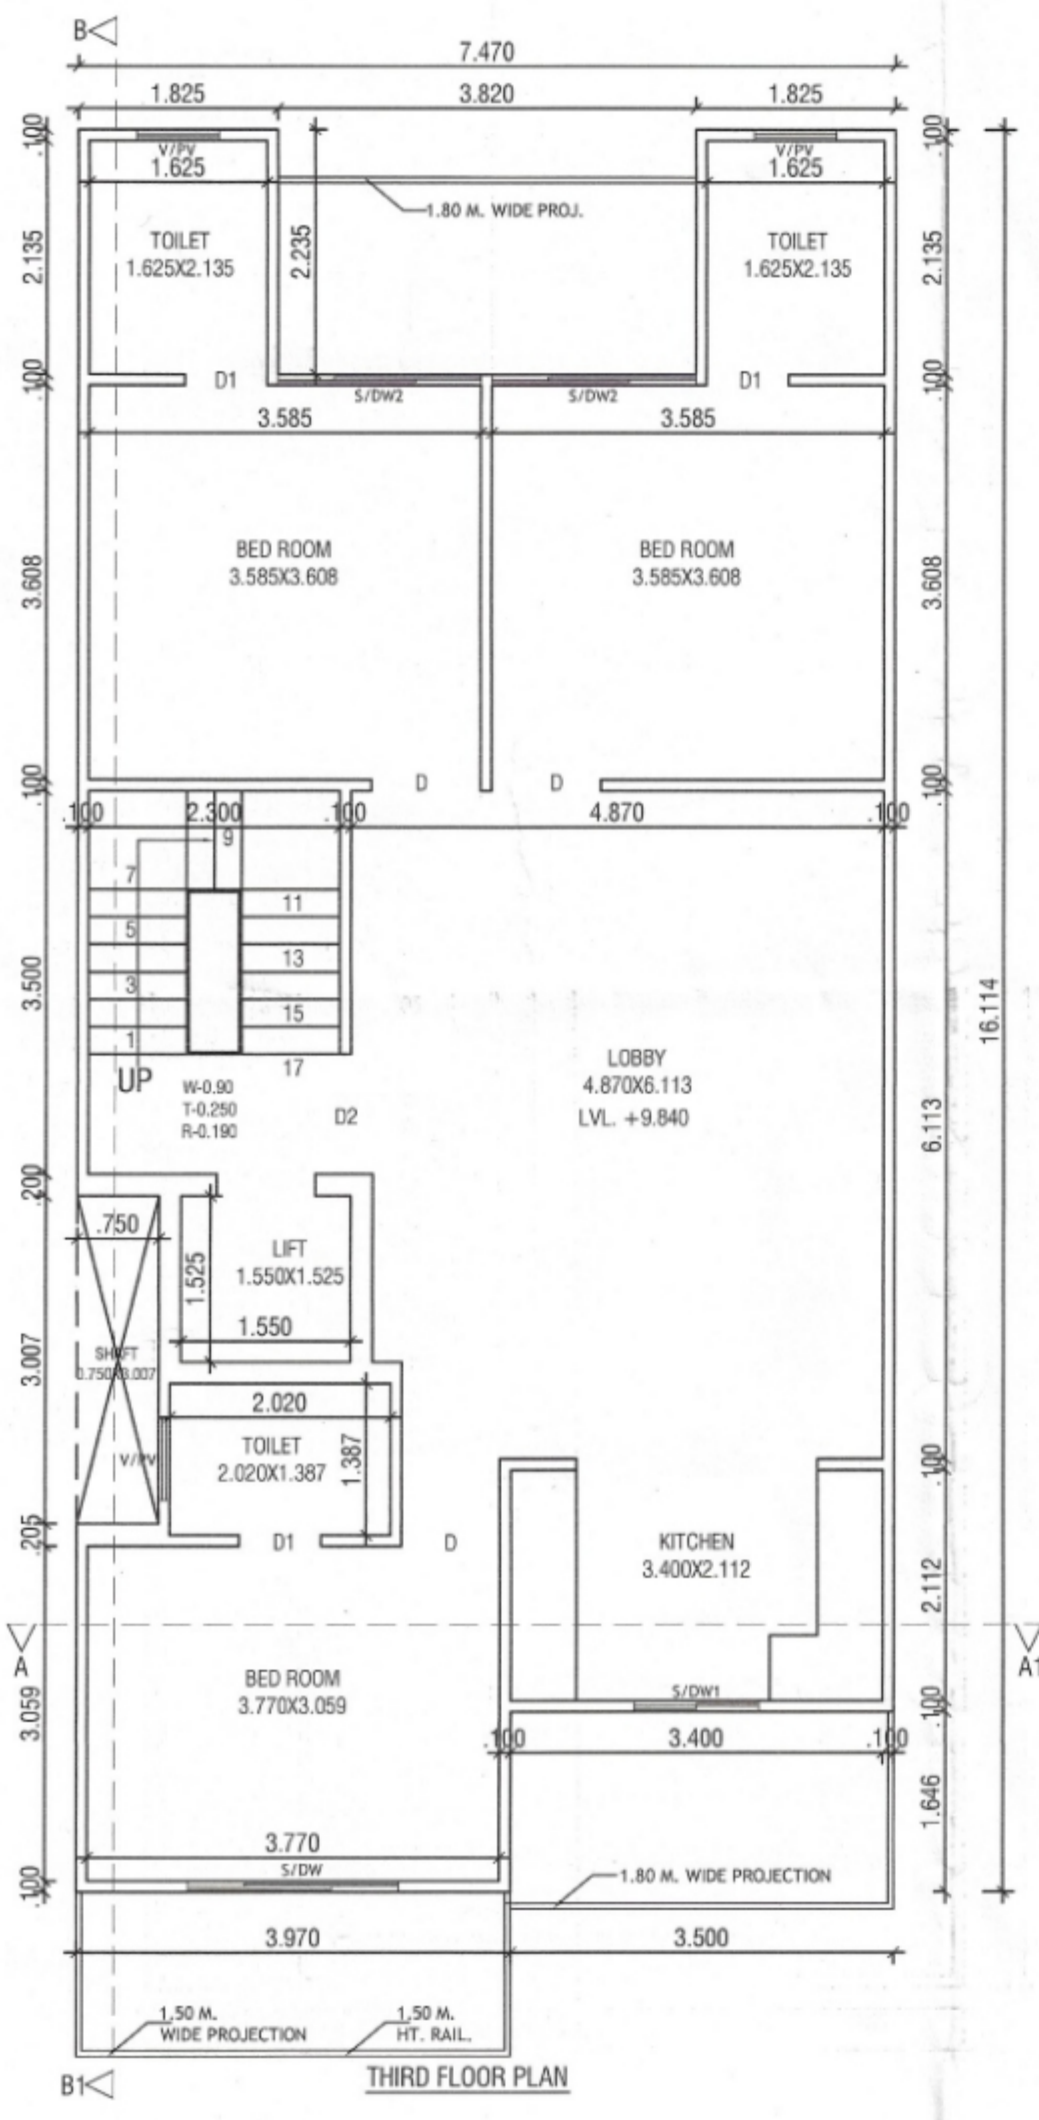 B
7.470
1.825 3.820 1.825
.100 .100
V/PV V/PV
1.625 1.625
1.80 M. WIDE PROJ.
2.135 2.235 2.135
TOILET TOILET
1.625X2.135 1.625X2.135
16.114
.100 D1 D1 .100
S/DW2 S/DW2
3.585 3.585
BED ROOM BED ROOM
3.585X3.608 3.585X3.608
3.608 3.608
.100 D D .100
.100 2.300 .100 4.870 .100
9
7
11
5
13
3
3.500
15
1
17
UP
W-0.90
T-0.250
R-0.190
D2
LOBBY
4.870X6.113
LVL. +9.840
6.113
.200
.750
LIFT
1.550X1.525
1.525
1.550
SHAFT
0.750X3.007
3.007
2.020
TOILET
2.020X1.387
1.387
V/PV
.100
.205 D1 D
KITCHEN
3.400X2.112
2.112
A A1
BED ROOM
3.770X3.059
3.059
S/DW1
.100
.100 3.400 .100
1.646
3.770
S/DW
1.80 M. WIDE PROJECTION
.100
3.970 3.500
1.50 M.
WIDE PROJECTION
1.50 M.
HT. RAIL.
THIRD FLOOR PLAN
B1